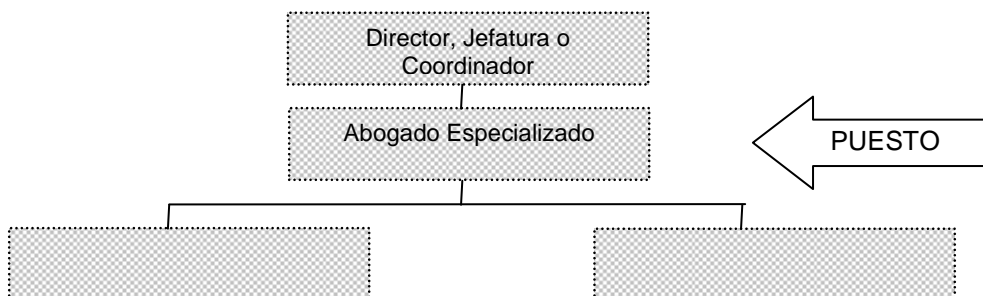 Director, Jefatura o
Coordinador
Abogado Especializado
PUESTO